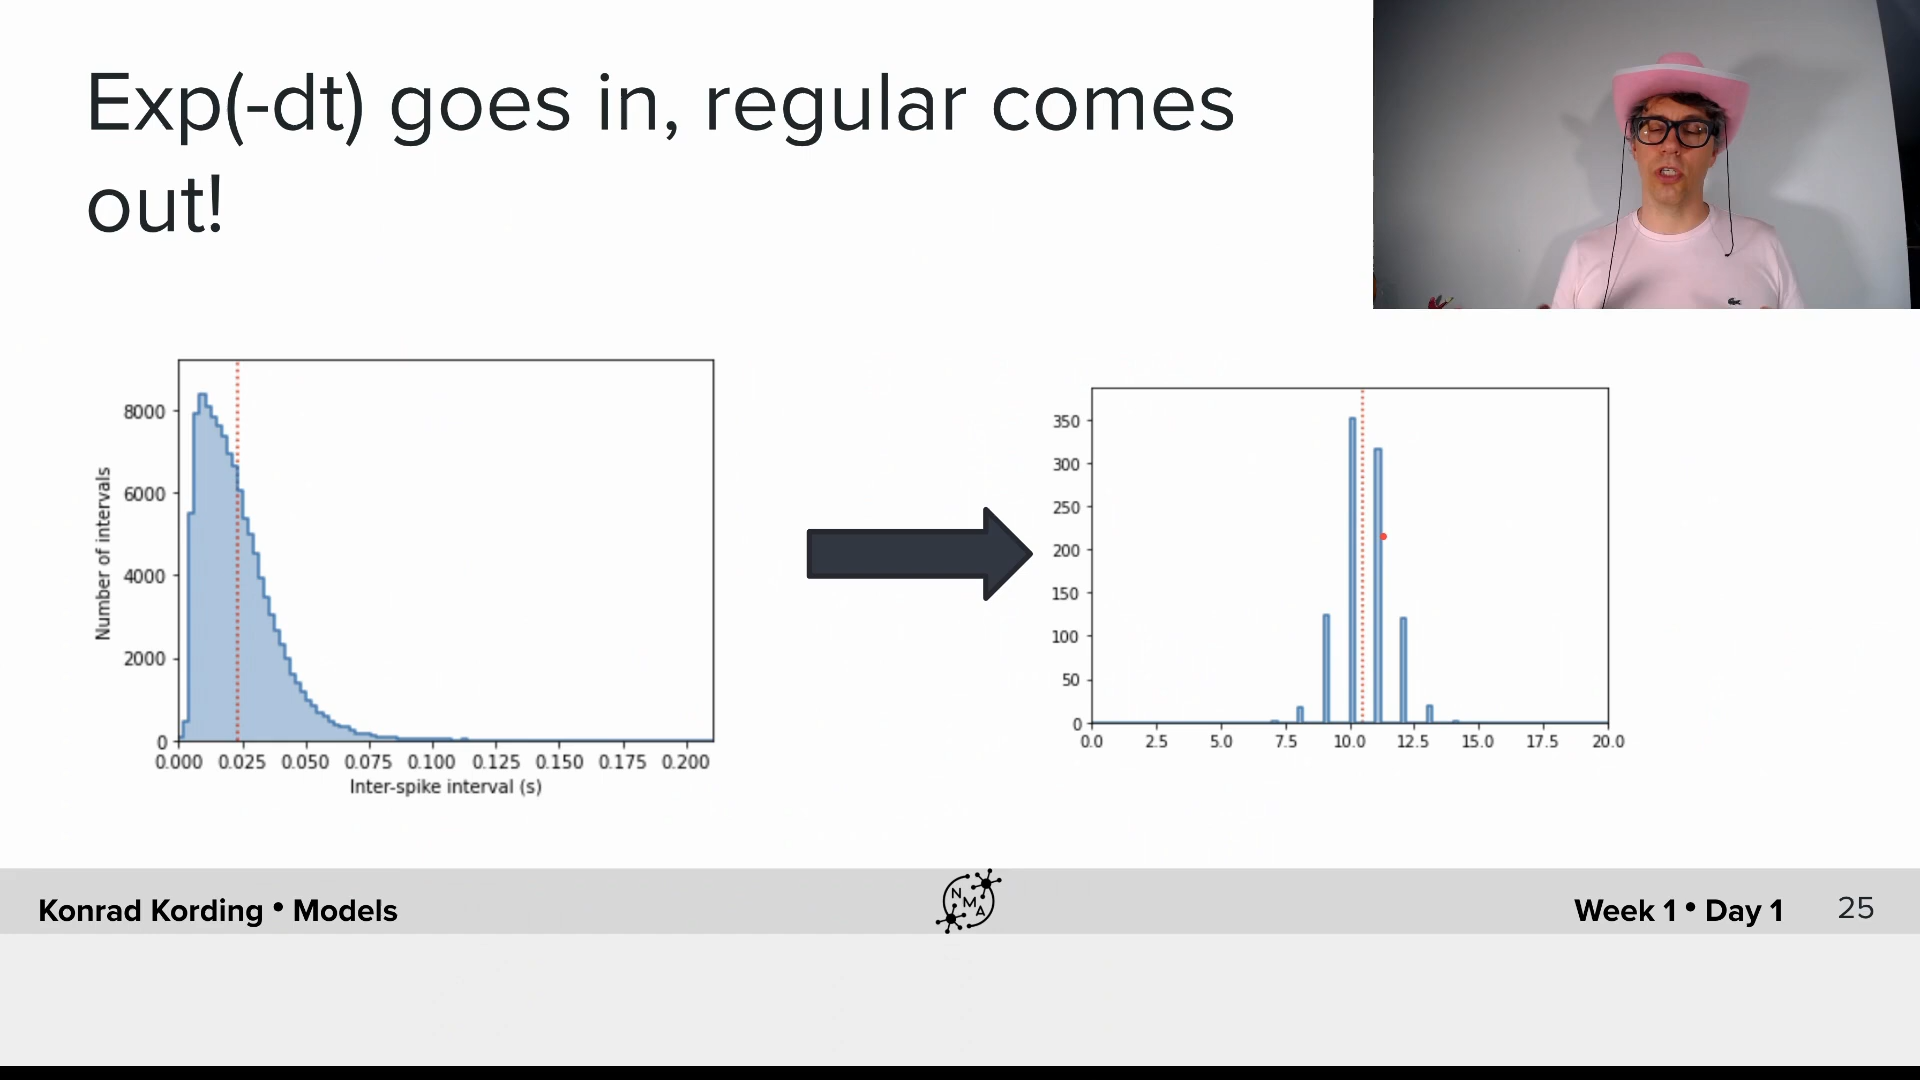 Exp(-dt) goes in, regular comes
out!
Number of intervals
8000
6000
4000
2000
0
0.000 0.025 0.050 0.075 0.100 0.125 0.150 0.175 0.200
Inter-spike interval (s)
350
300
250
200
150
100
50
0
0.0 2.5 5.0 7.5 10.0 12.5 15.0 17.5 20.0
Konrad Kording • Models
N
M
A
Week 1 • Day 1
25